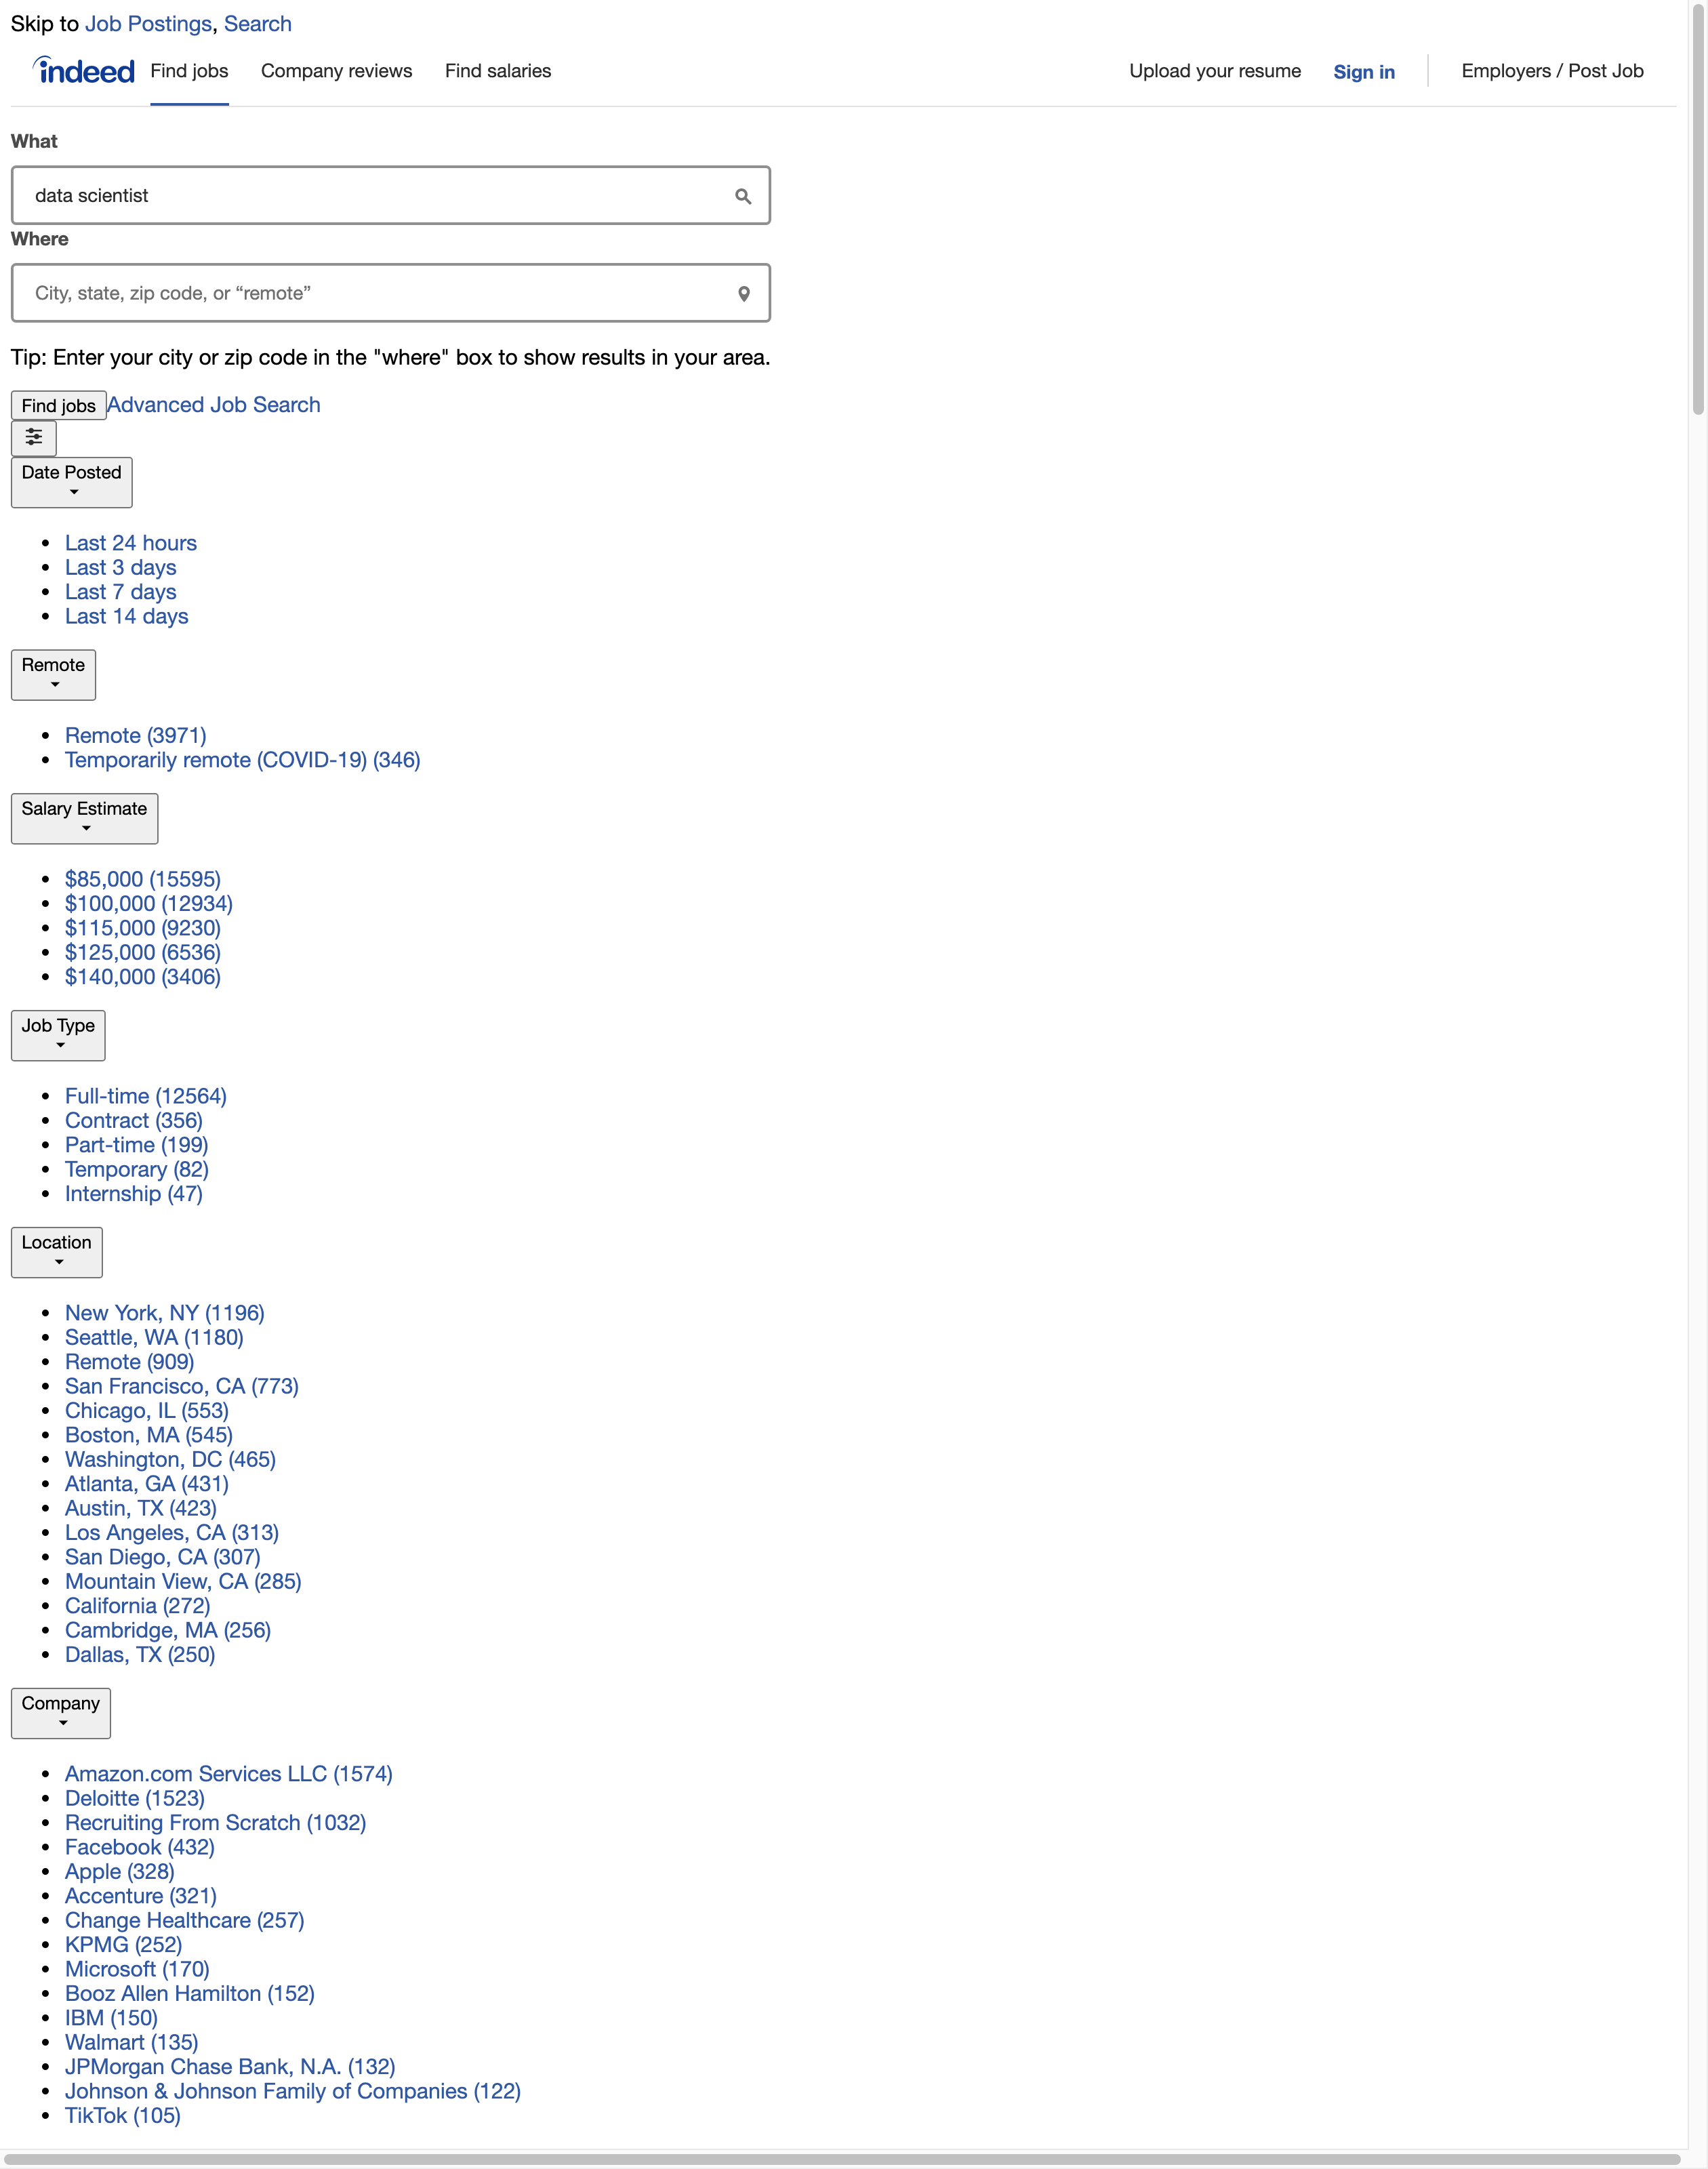 Skip to Job Postings, Search
indeed Find jobs Company reviews Find salaries Upload your resume Sign in Employers / Post Job
What
data scientist
Where
City, state, zip code, or “remote”
Tip: Enter your city or zip code in the "where" box to show results in your area.
Find jobs Advanced Job Search
Date Posted
Last 24 hours
Last 3 days
Last 7 days
Last 14 days
Remote
Remote (3971)
Temporarily remote (COVID-19) (346)
Salary Estimate
$85,000 (15595)
$100,000 (12934)
$115,000 (9230)
$125,000 (6536)
$140,000 (3406)
Job Type
Full-time (12564)
Contract (356)
Part-time (199)
Temporary (82)
Internship (47)
Location
New York, NY (1196)
Seattle, WA (1180)
Remote (909)
San Francisco, CA (773)
Chicago, IL (553)
Boston, MA (545)
Washington, DC (465)
Atlanta, GA (431)
Austin, TX (423)
Los Angeles, CA (313)
San Diego, CA (307)
Mountain View, CA (285)
California (272)
Cambridge, MA (256)
Dallas, TX (250)
Company
Amazon.com Services LLC (1574)
Deloitte (1523)
Recruiting From Scratch (1032)
Facebook (432)
Apple (328)
Accenture (321)
Change Healthcare (257)
KPMG (252)
Microsoft (170)
Booz Allen Hamilton (152)
IBM (150)
Walmart (135)
JPMorgan Chase Bank, N.A. (132)
Johnson & Johnson Family of Companies (122)
TikTok (105)